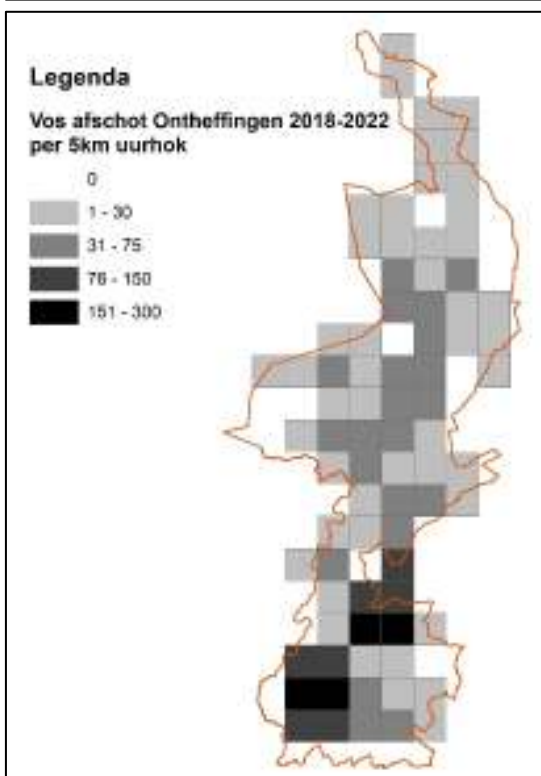 Legenda
Vos afschot Ontheffingen 2018-2022
per 5km uurhok
0
1 - 30
31 - 75
76 - 150
151 - 300